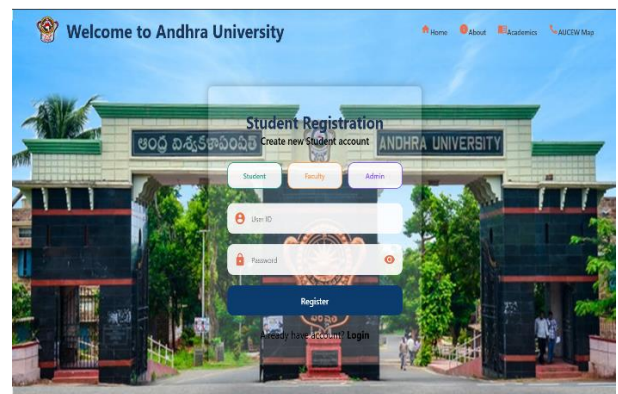 Welcome to Andhra University
Home About Academics AUCEW Map
Student Registration
Create new Student account
ఆంధ్ర విశ్వకళాపరిషత్
ANDHRA UNIVERSITY
Student Faculty Admin
User ID
Password
Register
Already have account? Login